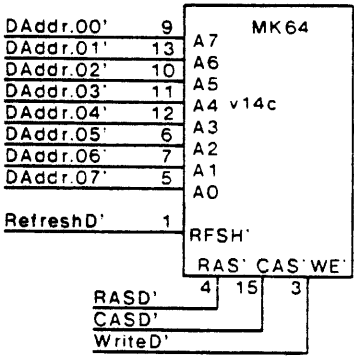 DAddr.00' 9 A7 MK64
DAddr.01' 13 A6
DAddr.02' 10 A5
DAddr.03' 11 A4 v14c
DAddr.04' 12 A3
DAddr.05' 6 A2
DAddr.06' 7 A1
DAddr.07' 5 A0
RefreshD' 1 RFSH'
RAS' CAS' WE'
4 15 3
RASD'
CASD'
WriteD'